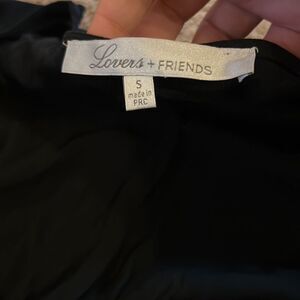 Lovers + FRIENDS
S
made in
PRC